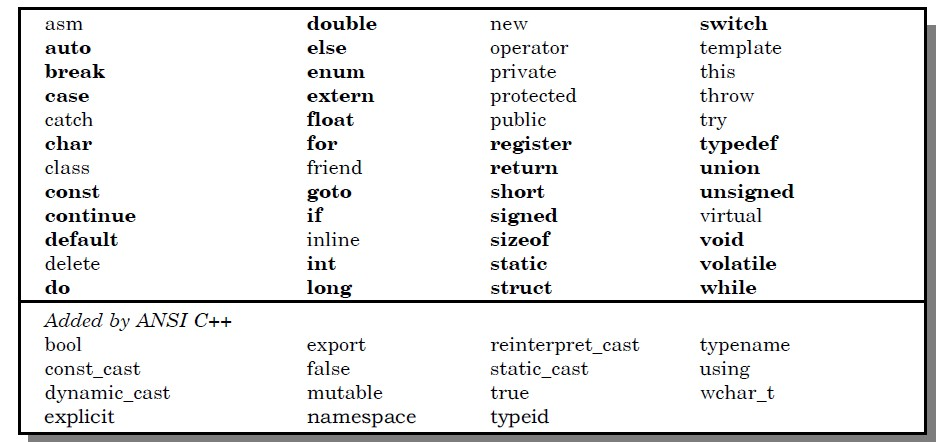 asm double new switch
auto else operator template
break enum private this
case extern protected throw
catch float public try
char for register typedef
class friend return union
const goto short unsigned
continue if signed virtual
default inline sizeof void
delete int static volatile
do long struct while
Added by ANSI C++
bool export reinterpret_cast typename
const_cast false static_cast using
dynamic_cast mutable true wchar_t
explicit namespace typeid